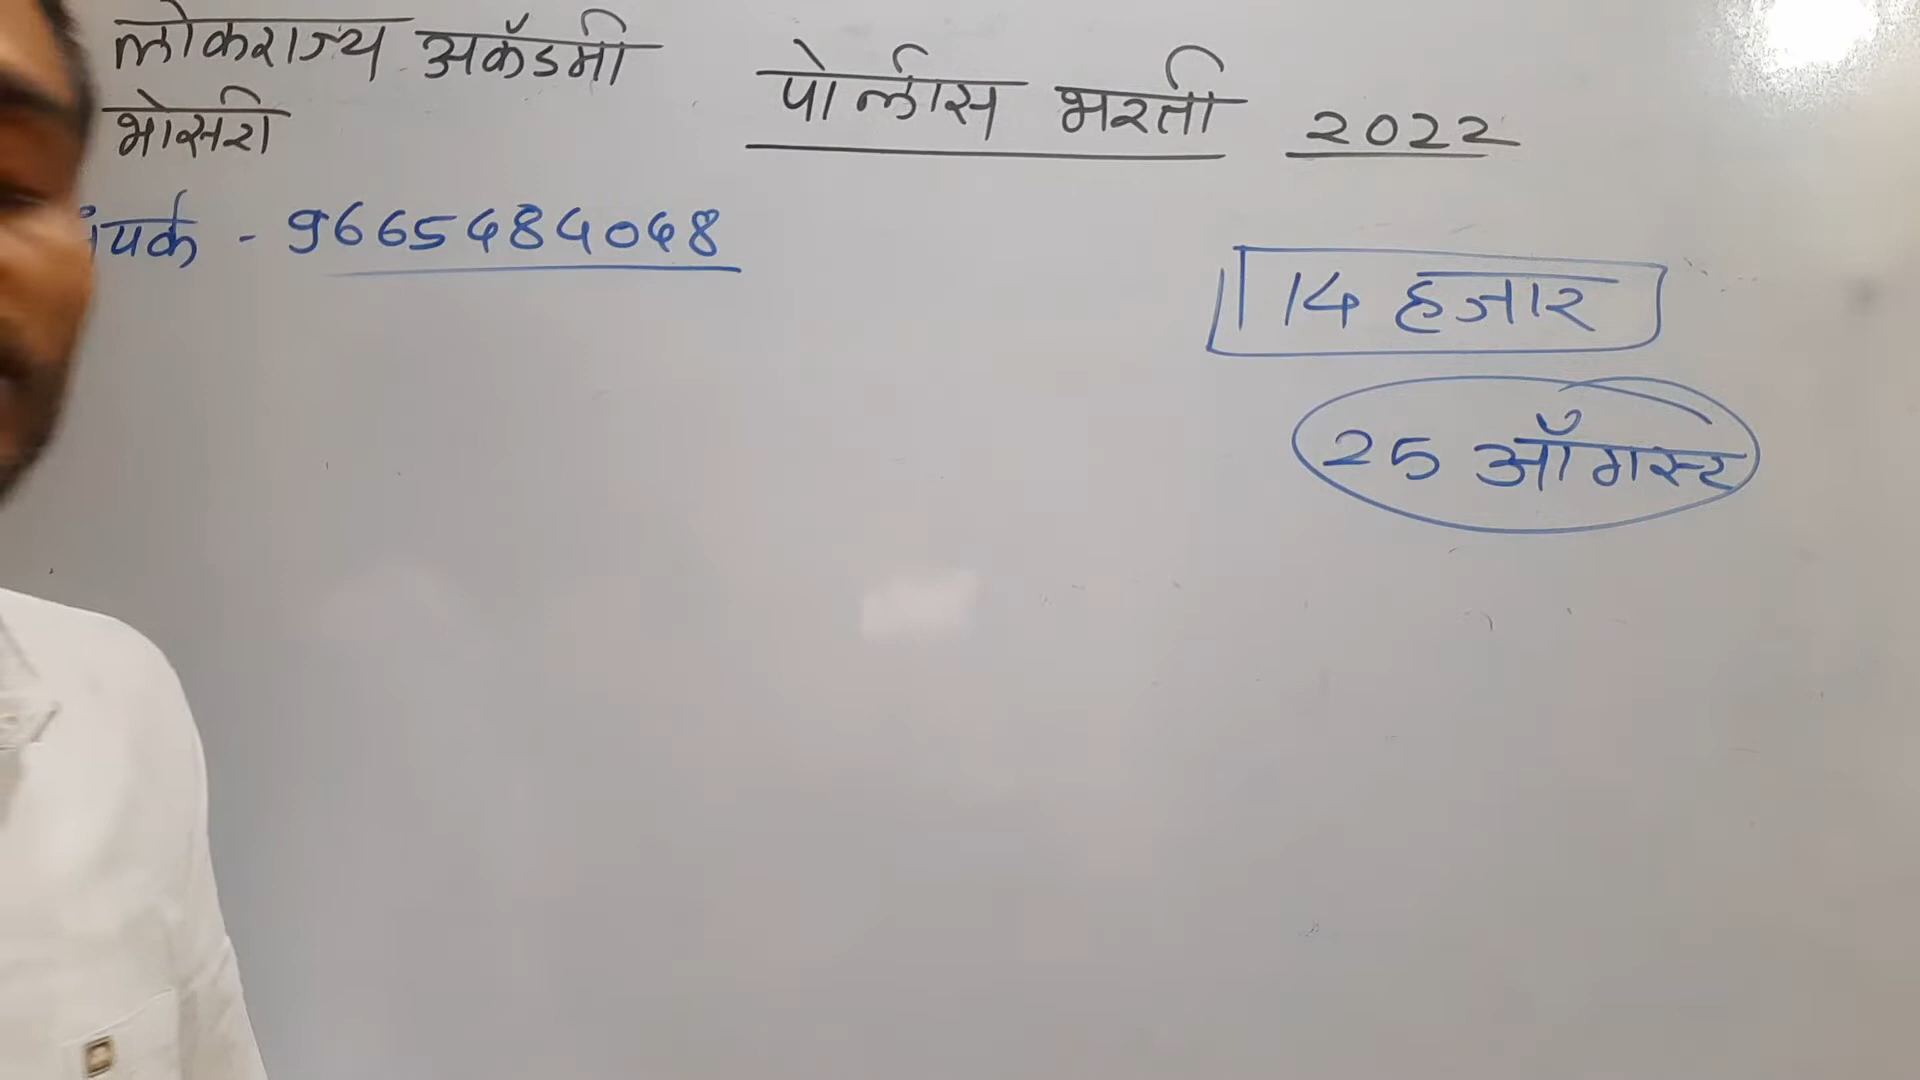 लोकराज्य अकॅडमी
भोसरी
पोलीस भरती 2022
संपर्क - 9665484048
14 हजार
25 ऑगस्ट